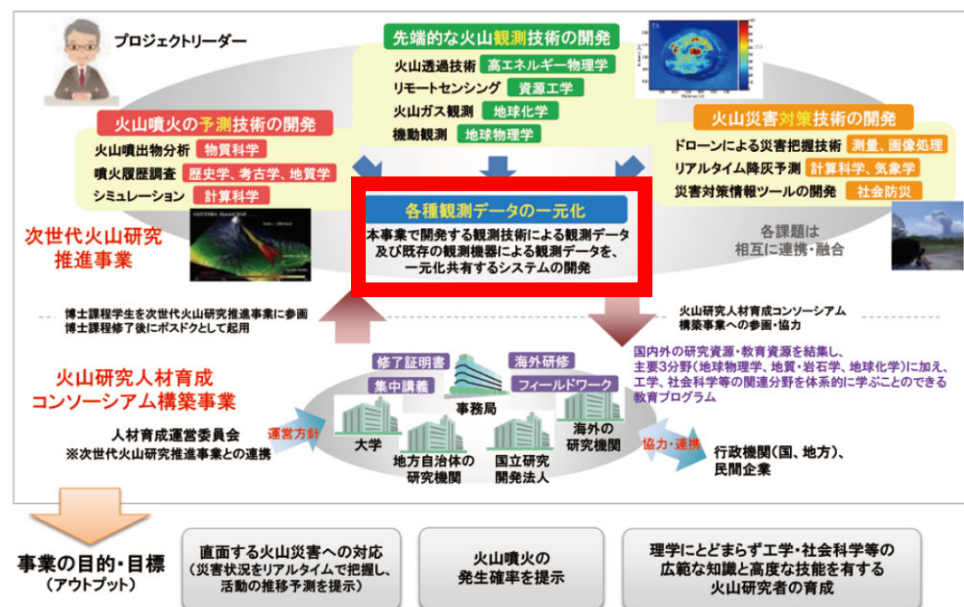 プロジェクトリーダー
先端的な火山観測技術の開発
火山透過技術 高エネルギー物理学
リモートセンシング 資源工学
火山ガス観測 地球化学
機動観測 地球物理学
火山噴火の予測技術の開発
火山噴出物分析 物質科学
噴火履歴調査 歴史学、考古学、地質学
シミュレーション 計算科学
火山災害対策技術の開発
ドローンによる災害把握技術 測量、画像処理
リアルタイム降灰予測 計算科学、気象学
災害対策情報ツールの開発 社会防災
各種観測データの一元化
本事業で開発する観測技術による観測データ
及び既存の観測機器による観測データを、
一元化共有するシステムの開発
次世代火山研究
推進事業
各課題は
相互に連携・融合
博士課程学生を次世代火山研究推進事業に参画
博士課程修了後にポスドクとして起用
火山研究人材育成コンソーシアム
構築事業への参画・協力
国内外の研究資源・教育資源を結集し、
主要3分野(地球物理学、地質・岩石学、地球化学)に加え、
工学、社会科学等の関連分野を体系的に学ぶことのできる
教育プログラム
火山研究人材育成
コンソーシアム構築事業
修了証明書
海外研修
集中講義
フィールドワーク
事務局
大学
海外の
研究機関
地方自治体の
研究機関
国立研究
開発法人
人材育成運営委員会
※次世代火山研究推進事業との連携
運営方針
協力・連携
行政機関(国、地方)、
民間企業
事業の目的・目標
(アウトプット)
直面する火山災害への対応
(災害状況をリアルタイムで把握し、
活動の推移予測を提示)
火山噴火の
発生確率を提示
理学にとどまらず工学・社会科学等の
広範な知識と高度な技能を有する
火山研究者の育成